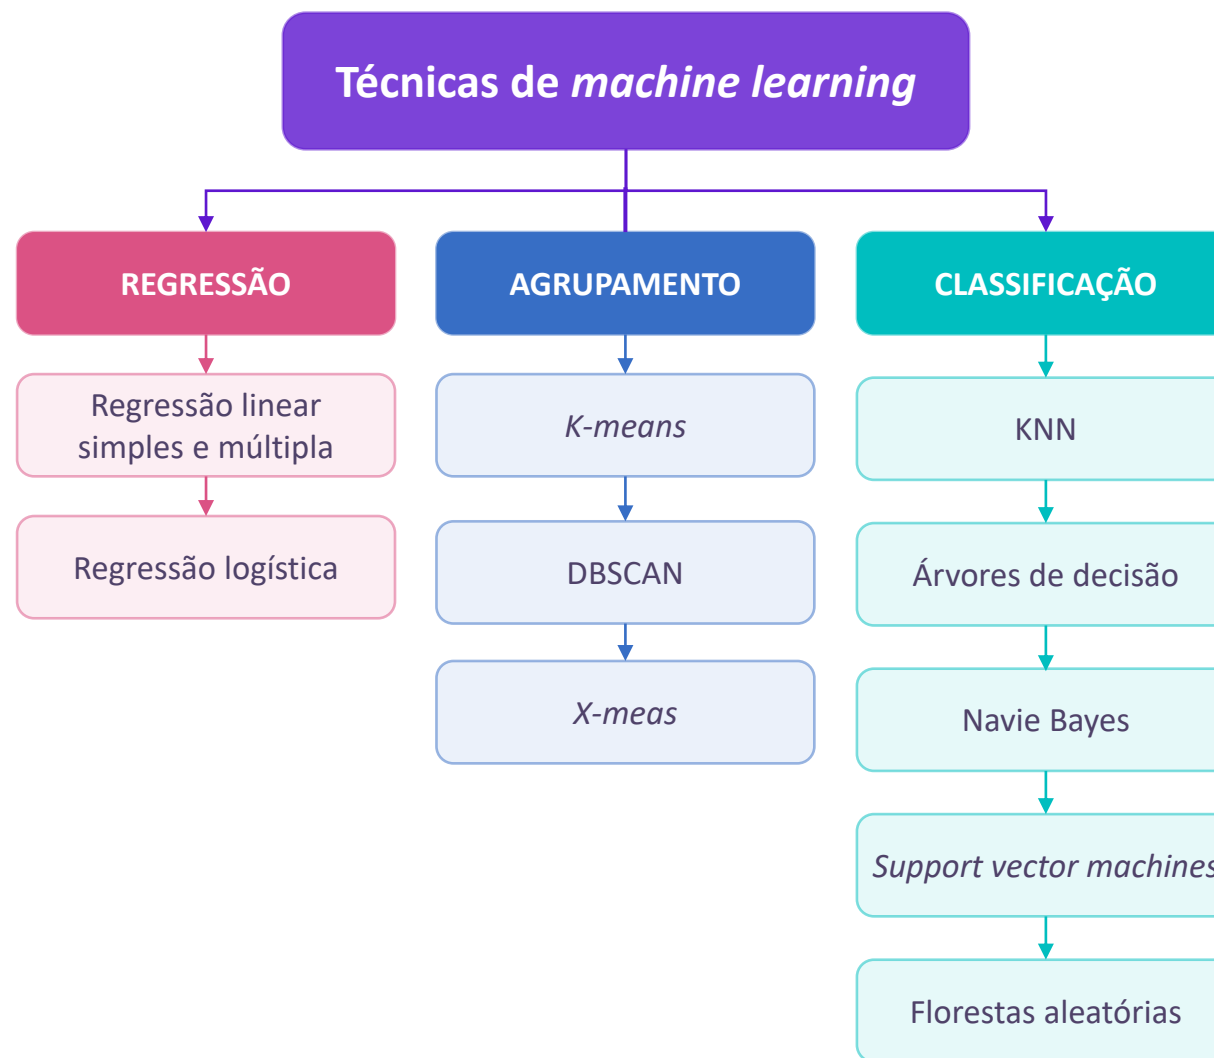 Técnicas de machine learning
REGRESSÃO
Regressão linear
simples e múltipla
Regressão logística
AGRUPAMENTO
K-means
DBSCAN
X-meas
CLASSIFICAÇÃO
KNN
Árvores de decisão
Navie Bayes
Support vector machines
Florestas aleatórias